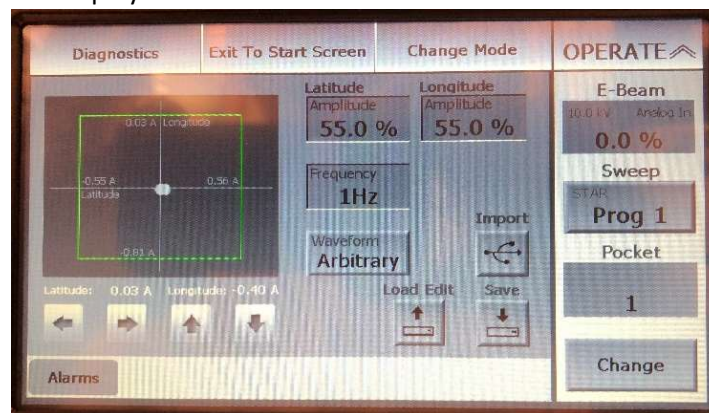 Diagnostics
Exit To Start Screen
Change Mode
OPERATE
0.03 A Longitude
-0.55 A
0.56 A
Latitude
-0.81 A
Latitude: 0.03 A Longitude: -0.40 A
Latitude
Amplitude
55.0 %
Longitude
Amplitude
55.0 %
Frequency
1Hz
Waveform
Arbitrary
Import
Load Edit
Save
E-Beam
10.0 kV Analog In
0.0 %
Sweep
STAR
Prog 1
Pocket
1
Change
Alarms